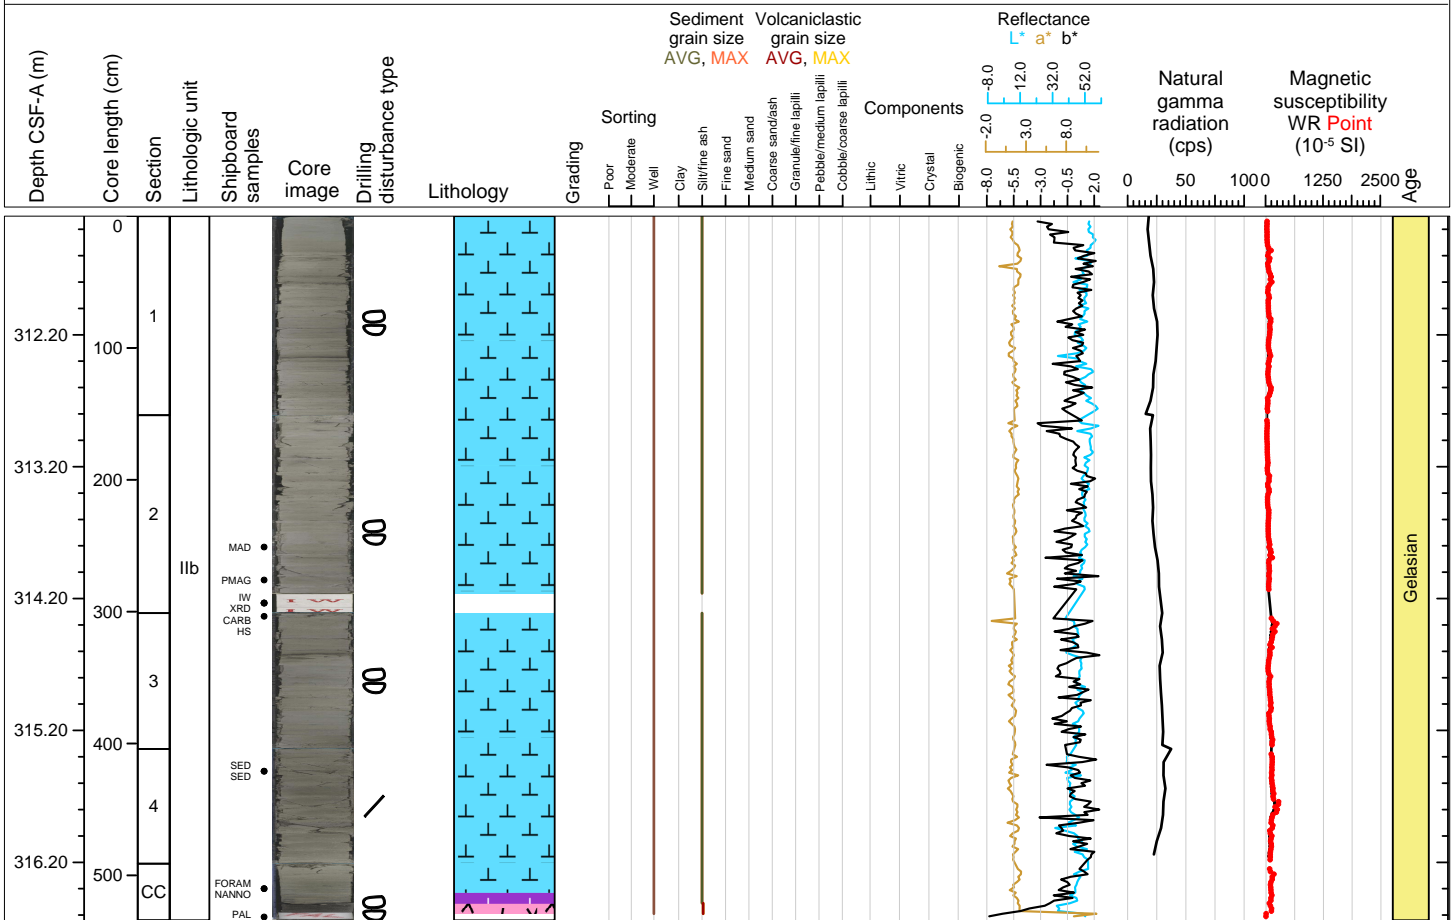 Sediment grain size
AVG, MAX
Volcaniclastic grain size
AVG, MAX
Reflectance
L* a* b*
Depth CSF-A (m)
Core length (cm)
Section
Lithologic unit
Shipboard samples
Core image
Drilling disturbance type
Lithology
Grading
Sorting
Poor
Moderate
Well
Clay
Silt/fine ash
Fine sand
Medium sand
Coarse sand/ash
Granule/fine lapilli
Pebble/medium lapilli
Cobble/coarse lapilli
Components
Lithic
Vitric
Crystal
Biogenic
-8.0 12.0 32.0 52.0
-2.0 3.0 8.0
-8.0 -5.5 -3.0 -0.5 2.0
Natural gamma radiation (cps)
0 50 100
Magnetic susceptibility
WR Point
(10⁻⁵ SI)
0 1250 2500
Age
0
1
312.20
100
313.20
200
2
MAD
IIb
PMAG
314.20
IW
XRD
I W
I W
300
CARB
HS
Gelasian
3
315.20
400
SED
SED
4
316.20
500
CC
FORAM
NANNO
PAL